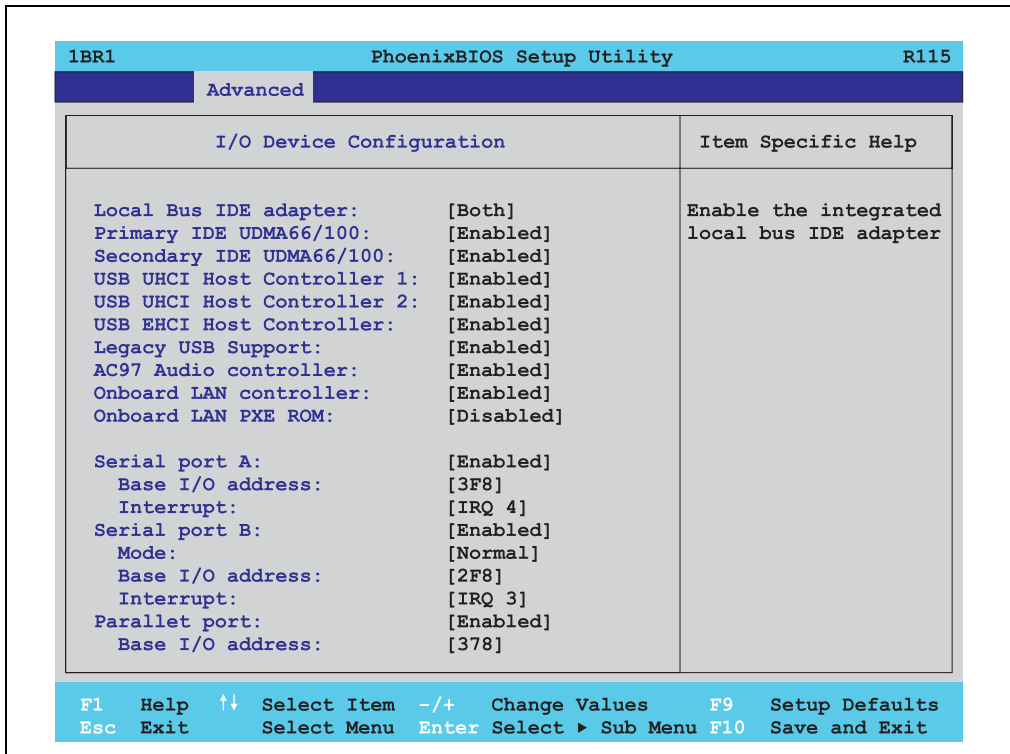 1BR1 PhoenixBIOS Setup Utility R115
Advanced
I/O Device Configuration
Item Specific Help
Local Bus IDE adapter: [Both]
Primary IDE UDMA66/100: [Enabled]
Secondary IDE UDMA66/100: [Enabled]
USB UHCI Host Controller 1: [Enabled]
USB UHCI Host Controller 2: [Enabled]
USB EHCI Host Controller: [Enabled]
Legacy USB Support: [Enabled]
AC97 Audio controller: [Enabled]
Onboard LAN controller: [Enabled]
Onboard LAN PXE ROM: [Disabled]
Serial port A: [Enabled]
Base I/O address: [3F8]
Interrupt: [IRQ 4]
Serial port B: [Enabled]
Mode: [Normal]
Base I/O address: [2F8]
Interrupt: [IRQ 3]
Parallet port: [Enabled]
Base I/O address: [378]
Enable the integrated
local bus IDE adapter
F1 Help ↑↓ Select Item -/+ Change Values F9 Setup Defaults
Esc Exit Select Menu Enter Select ▶ Sub Menu F10 Save and Exit